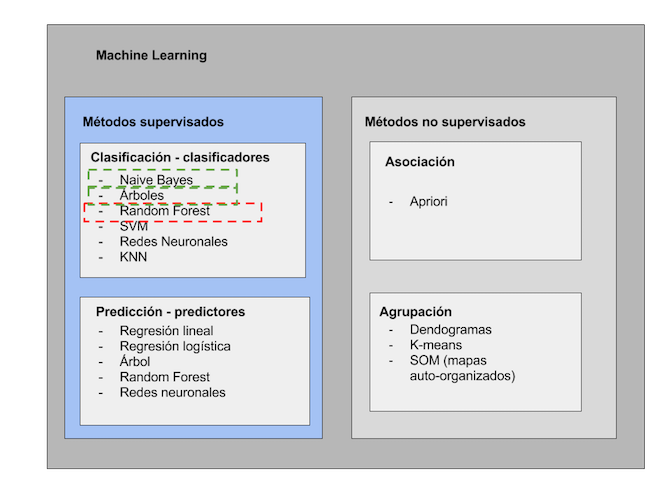 Machine Learning
Métodos supervisados
Clasificación - clasificadores
- Naive Bayes
- Árboles
- Random Forest
- SVM
- Redes Neuronales
- KNN
Predicción - predictores
- Regresión lineal
- Regresión logística
- Árbol
- Random Forest
- Redes neuronales
Métodos no supervisados
Asociación
- Apriori
Agrupación
- Dendogramas
- K-means
- SOM (mapas
auto-organizados)